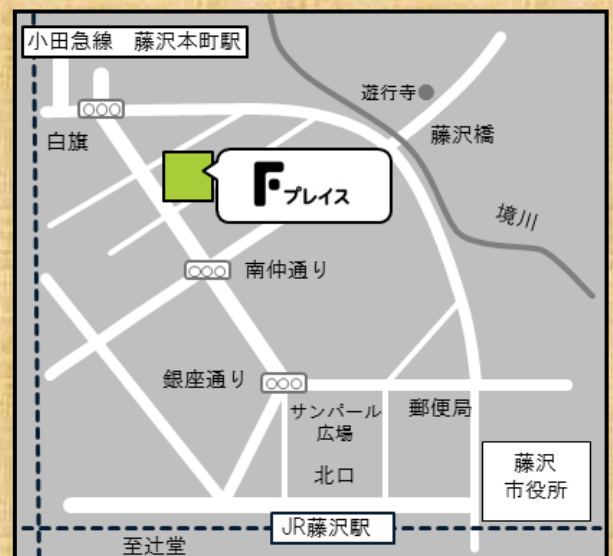 小田急線 藤沢本町駅
遊行寺
白旗
藤沢橋
Fプレイス
境川
南仲通り
銀座通り
サンパール
広場
郵便局
北口
藤沢
市役所
JR藤沢駅
至辻堂